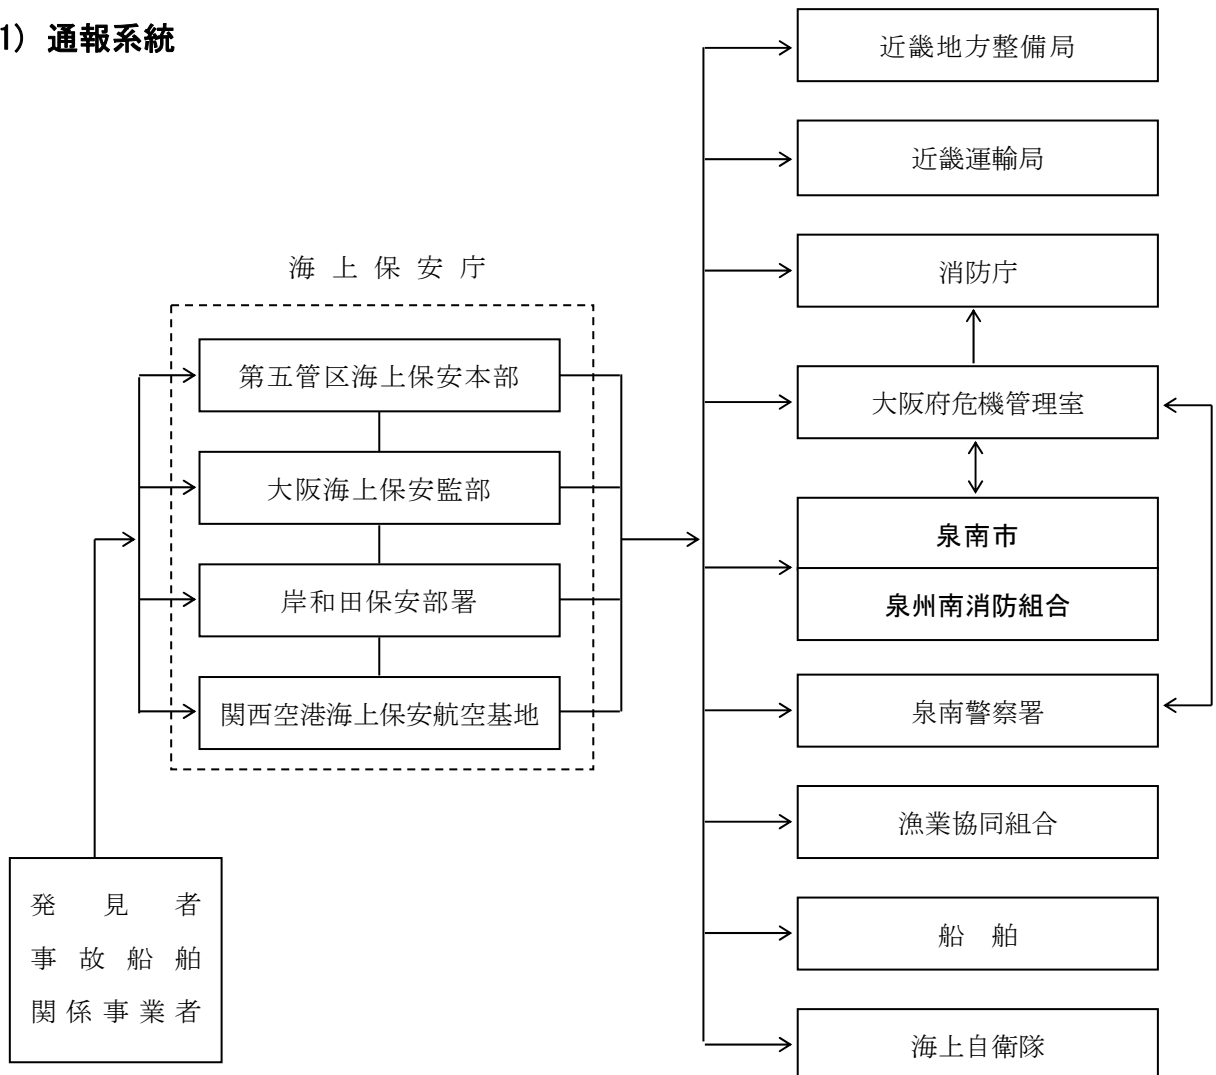 1) 通報系統
海上保安庁
第五管区海上保安本部
大阪海上保安監部
岸和田保安部署
関西空港海上保安航空基地
発見者
事故船舶
関係事業者
近畿地方整備局
近畿運輸局
消防庁
大阪府危機管理室
泉南市
泉州南消防組合
泉南警察署
漁業協同組合
船舶
海上自衛隊